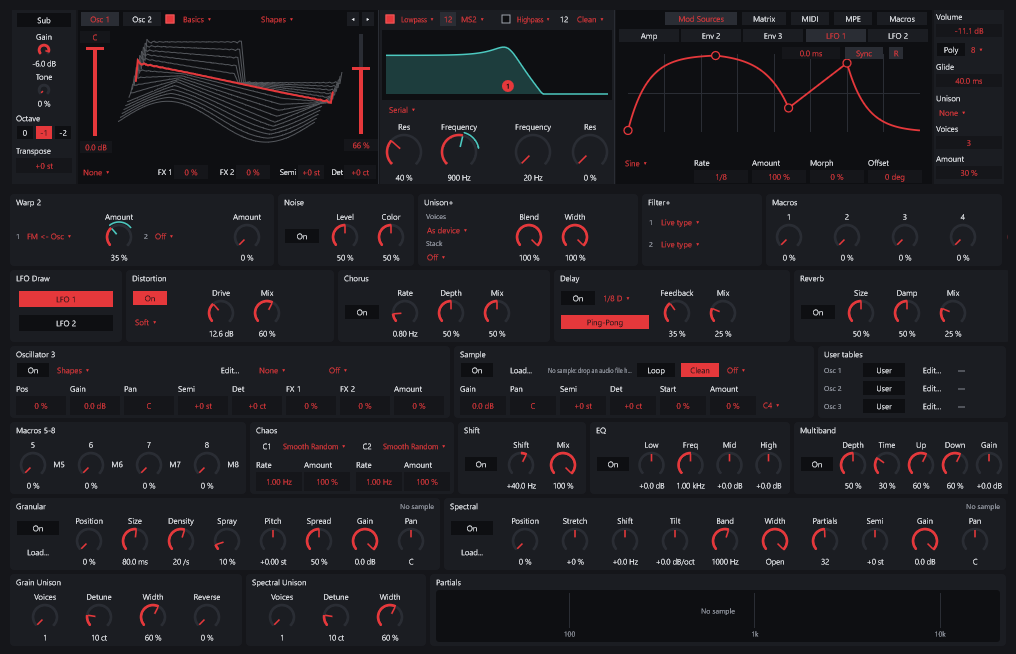 Sub
Gain
-6.0 dB
Tone
0 %
Octave
0 -1 -2
Transpose
+0 st
Osc 1 Osc 2 Basics Shapes
C
0.0 dB
66 %
None FX 1 0 % FX 2 0 % Semi +0 st Det +0 ct
Lowpass 12 MS2 Highpass 12 Clean
1
Serial
Res Frequency Frequency Res
40 % 900 Hz 20 Hz 0 %
Mod Sources Matrix MIDI MPE Macros
Amp Env 2 Env 3 LFO 1 LFO 2
0.0 ms Sync R
Sine Rate Amount Morph Offset
1/8 100 % 0 % 0 deg
Volume
-11.1 dB
Poly 8
Glide
40.0 ms
Unison
None
Voices
3
Amount
30 %
Warp 2
Amount Amount
1 FM <- Osc 2 Off
35 % 0 %
Noise
Level Color
On
50 % 50 %
Unison+
Voices
As device
Stack
Off
Blend Width
100 % 100 %
Filter+
1 Live type
2 Live type
Macros
1 2 3 4
0 % 0 % 0 % 0 %
LFO Draw
LFO 1
LFO 2
Distortion
On
Soft
Drive Mix
12.6 dB 60 %
Chorus
On
Rate Depth Mix
0.80 Hz 50 % 50 %
Delay
On 1/8 D
Ping-Pong
Feedback Mix
35 % 25 %
Reverb
On
Size Damp Mix
50 % 50 % 25 %
Oscillator 3
On Shapes Edit... None Off
Pos Gain Pan Semi Det FX 1 FX 2 Amount
0 % 0.0 dB C +0 st +0 ct 0 % 0 % 0 %
Sample
On Load... No sample: drop an audio file h... Loop Clean Off
Gain Pan Semi Det Start Amount
0.0 dB C +0 st +0 ct 0 % 0 % C4
User tables
Osc 1 User Edit... —
Osc 2 User Edit... —
Osc 3 User Edit... —
Macros 5-8
5 6 7 8
M5 M6 M7 M8
0 % 0 % 0 % 0 %
Chaos
C1 Smooth Random C2 Smooth Random
Rate Amount Rate Amount
1.00 Hz 100 % 1.00 Hz 100 %
Shift
On
Shift Mix
+40.0 Hz 100 %
EQ
On
Low Freq Mid High
+0.0 dB 1.00 kHz +0.0 dB +0.0 dB
Multiband
On
Depth Time Up Down Gain
50 % 30 % 60 % 60 % +0.0 dB
Granular No sample
On
Load...
Position Size Density Spray Pitch Spread Gain Pan
0 % 80.0 ms 20 /s 10 % +0.00 st 50 % 0.0 dB C
Spectral No sample
On
Load...
Position Stretch Shift Tilt Band Width Partials Semi Gain Pan
0 % +0 % +0.0 Hz +0.0 dB/oct 1000 Hz Open 32 +0 st 0.0 dB C
Grain Unison
Voices Detune Width Reverse
1 10 ct 60 % 0 %
Spectral Unison
Voices Detune Width
1 10 ct 60 %
Partials
No sample
100 1k 10k